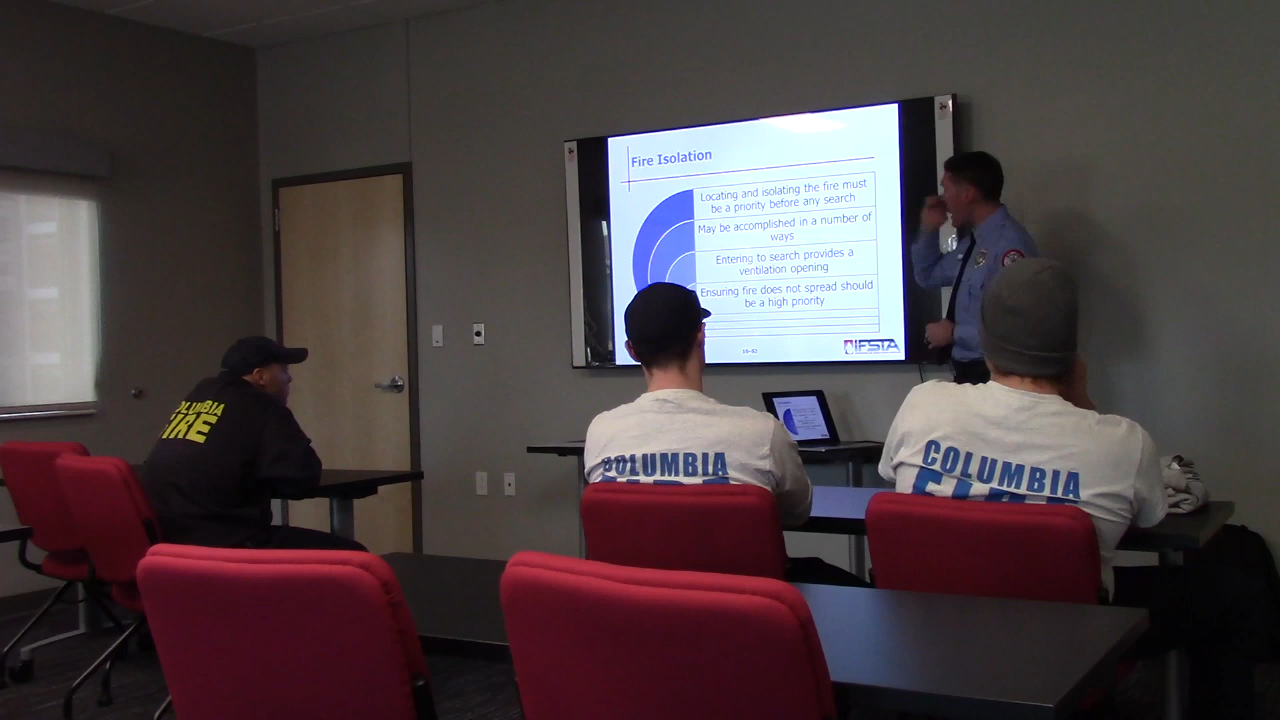 Fire Isolation
Locating and isolating the fire must
be a priority before any search
May be accomplished in a number of
ways
Entering to search provides a
ventilation opening
Ensuring fire does not spread should
be a high priority
IFSTA
COLUMBIA
FIRE
COLUMBIA
COLUMBIA
FIRE